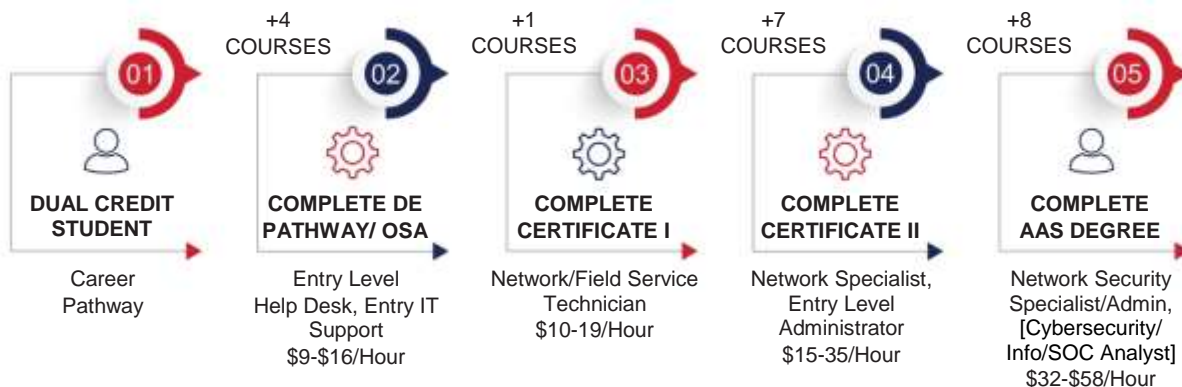 01
DUAL CREDIT
STUDENT
Career
Pathway
+4
COURSES
02
COMPLETE DE
PATHWAY/ OSA
Entry Level
Help Desk, Entry IT
Support
$9-$16/Hour
+1
COURSES
03
COMPLETE
CERTIFICATE I
Network/Field Service
Technician
$10-19/Hour
+7
COURSES
04
COMPLETE
CERTIFICATE II
Network Specialist,
Entry Level
Administrator
$15-35/Hour
+8
COURSES
05
COMPLETE
AAS DEGREE
Network Security
Specialist/Admin,
[Cybersecurity/
Info/SOC Analyst]
$32-$58/Hour